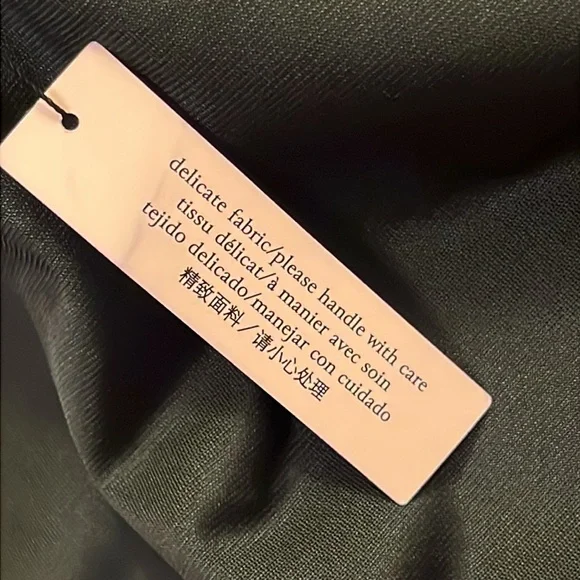 delicate fabric/please handle with care
tissu délicat/à manier avec soin
tejido delicado/manejar con cuidado
精致面料/请小心处理